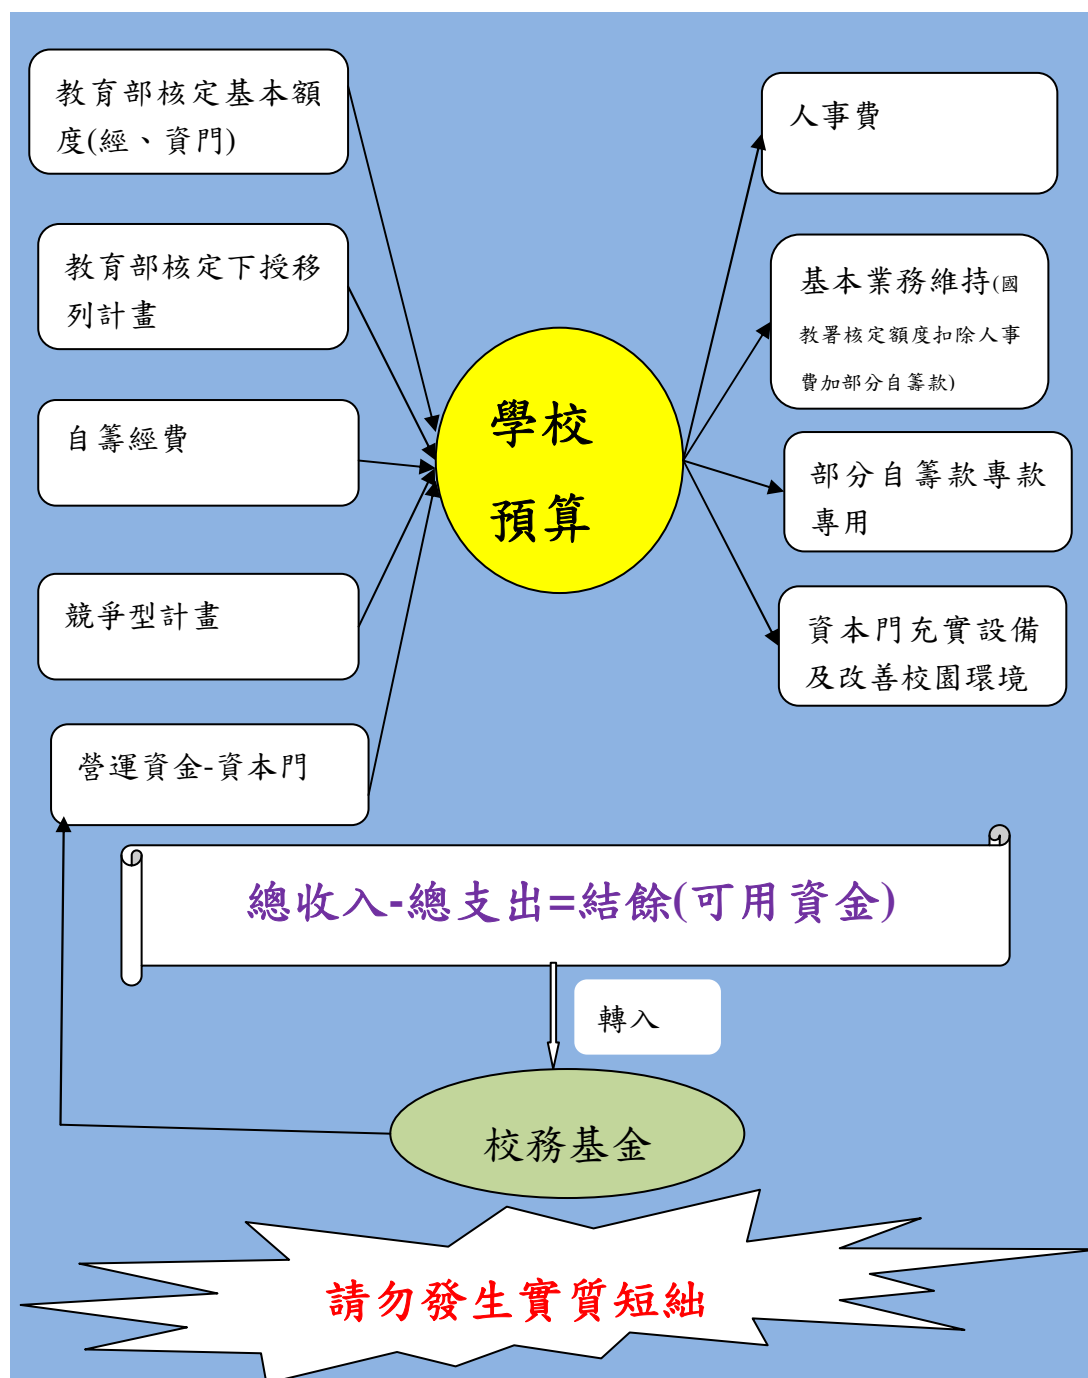 教育部核定基本額
度(經、資門)
教育部核定下授移
列計畫
自籌經費
競爭型計畫
營運資金-資本門
學校
預算
人事費
基本業務維持(國
教署核定額度扣除人事
費加部分自籌款)
部分自籌款專款
專用
資本門充實設備
及改善校園環境
總收入-總支出=結餘(可用資金)
轉入
校務基金
請勿發生實質短絀